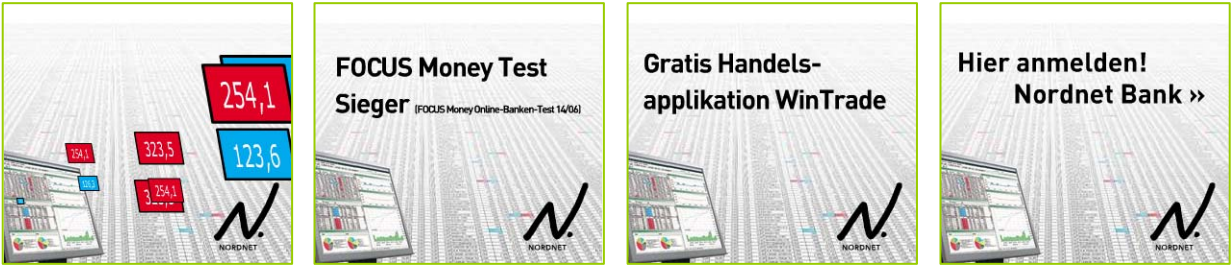 254,1
254,1
323,5
123,6
254,1
NORDNET
FOCUS Money Test
Sieger (FOCUS Money Online-Banken-Test 14/06)
NORDNET
Gratis Handels-
applikation WinTrade
NORDNET
Hier anmelden!
Nordnet Bank »
NORDNET